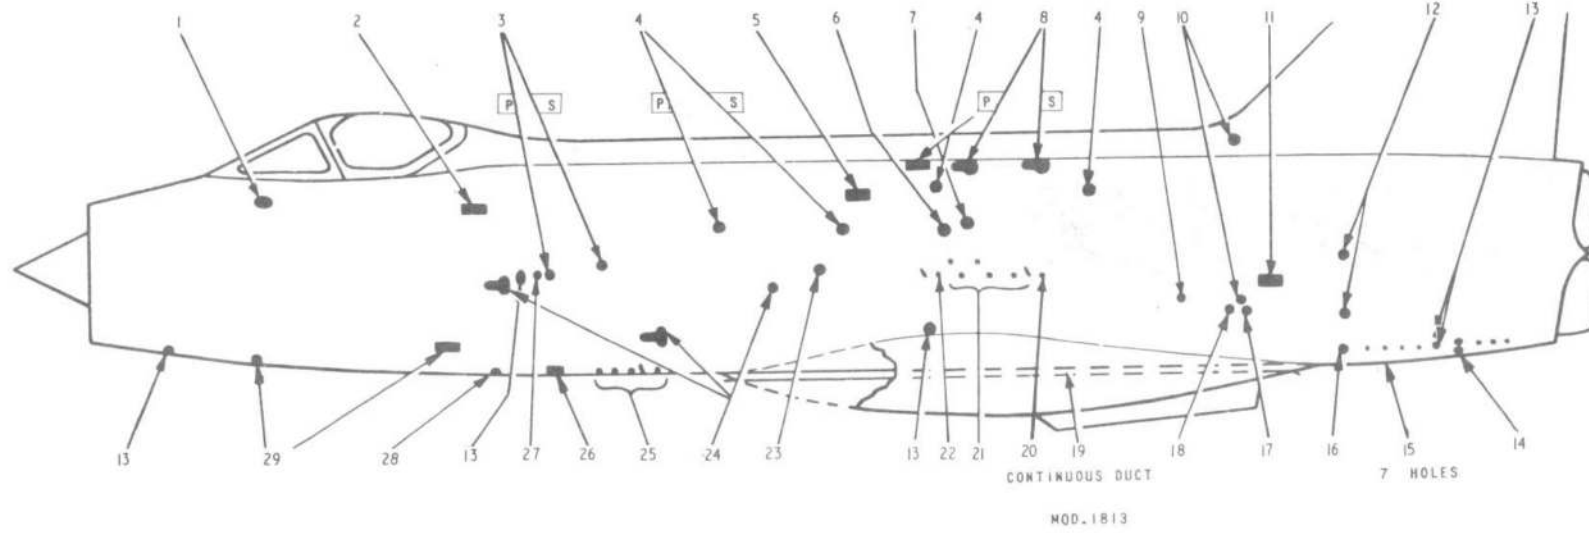 1 2 3 4 5 6 7 4 8 4 9 10 11 12 13
P S P S P S
13 29 28 13 27 26 25 24 23 13 22 21 20 19 18 17 16 15 14
CONTINUOUS DUCT 7 HOLES
MOD.1813